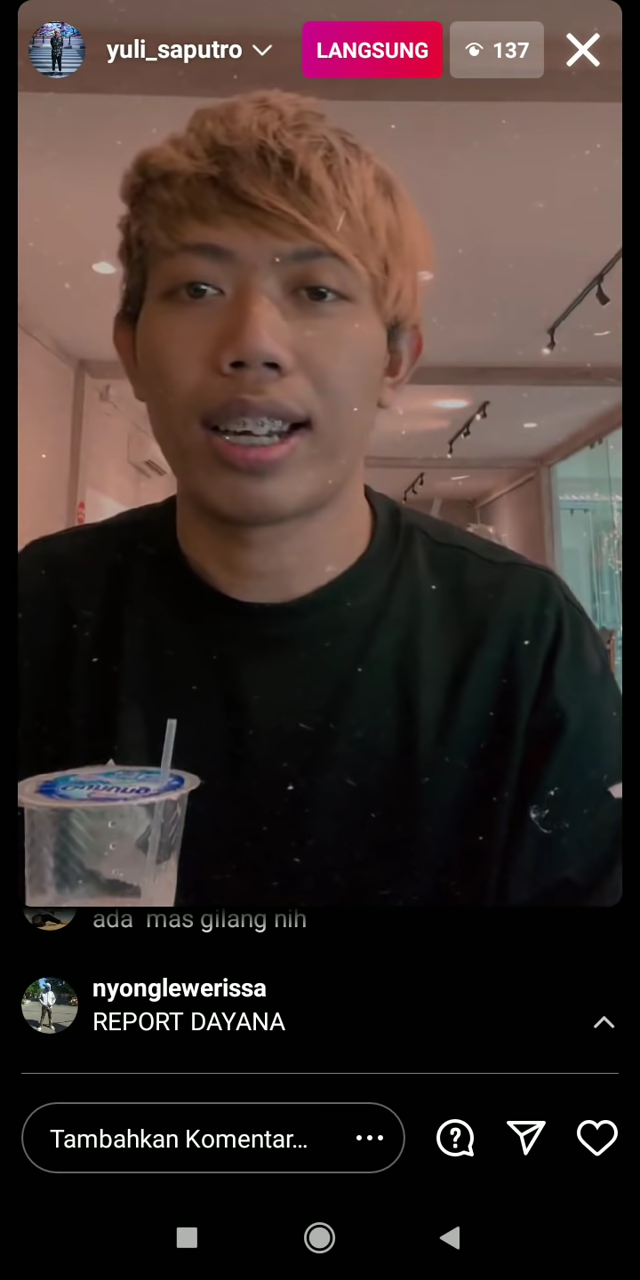 yuli_saputro
LANGSUNG
137
ada mas gilang nih
nyonglewerissa
REPORT DAYANA
Tambahkan Komentar...